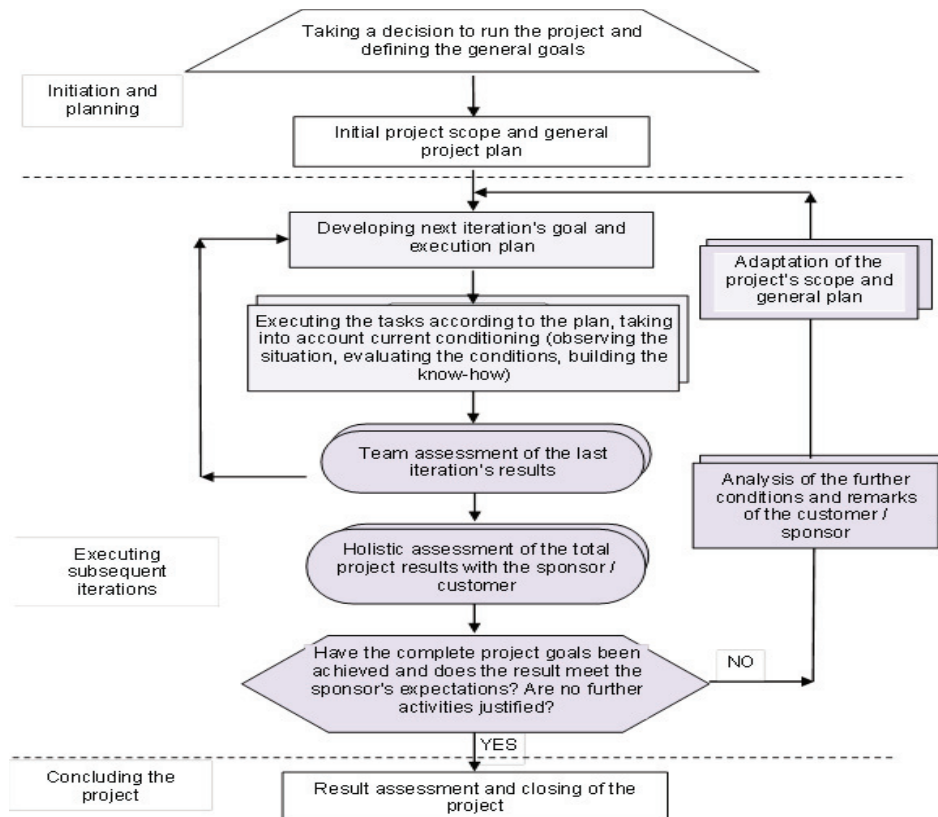 Taking a decision to run the project and
defining the general goals
Initiation and
planning
Initial project scope and general
project plan
Developing next iteration's goal and
execution plan
Adaptation of the
project's scope and
general plan
Executing the tasks according to the plan, taking
into account current conditioning (observing the
situation, evaluating the conditions, building the
know-how)
Team assessment of the last
iteration's results
Analysis of the further
conditions and remarks
of the customer /
sponsor
Executing
subsequent
iterations
Holistic assessment of the total
project results with the sponsor /
customer
Have the complete project goals been
achieved and does the result meet the
sponsor's expectations? Are no further
activities justified?
NO
YES
Concluding the
project
Result assessment and closing of the
project